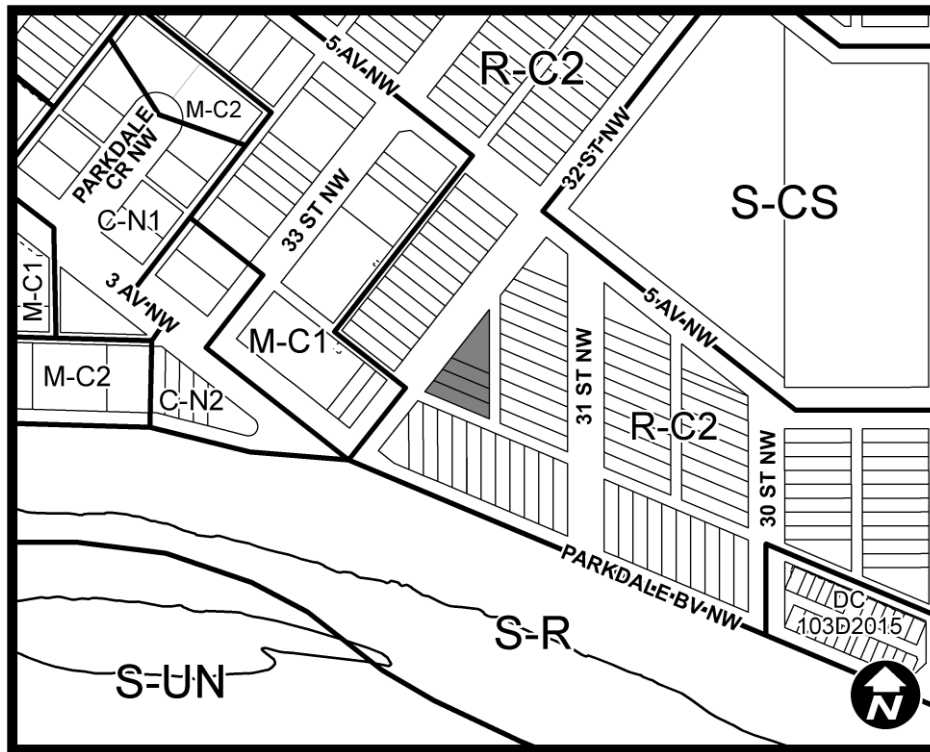 5 AV NW
R-C2
M-C2
PARKDALE
CR NW
32 ST NW
S-CS
C-N1
33 ST NW
M-C1
3 AV NW
5 AV NW
M-C1
M-C2
C-N2
31 ST NW
R-C2
30 ST NW
PARKDALE BV NW
DC
103D2015
S-R
S-UN
N